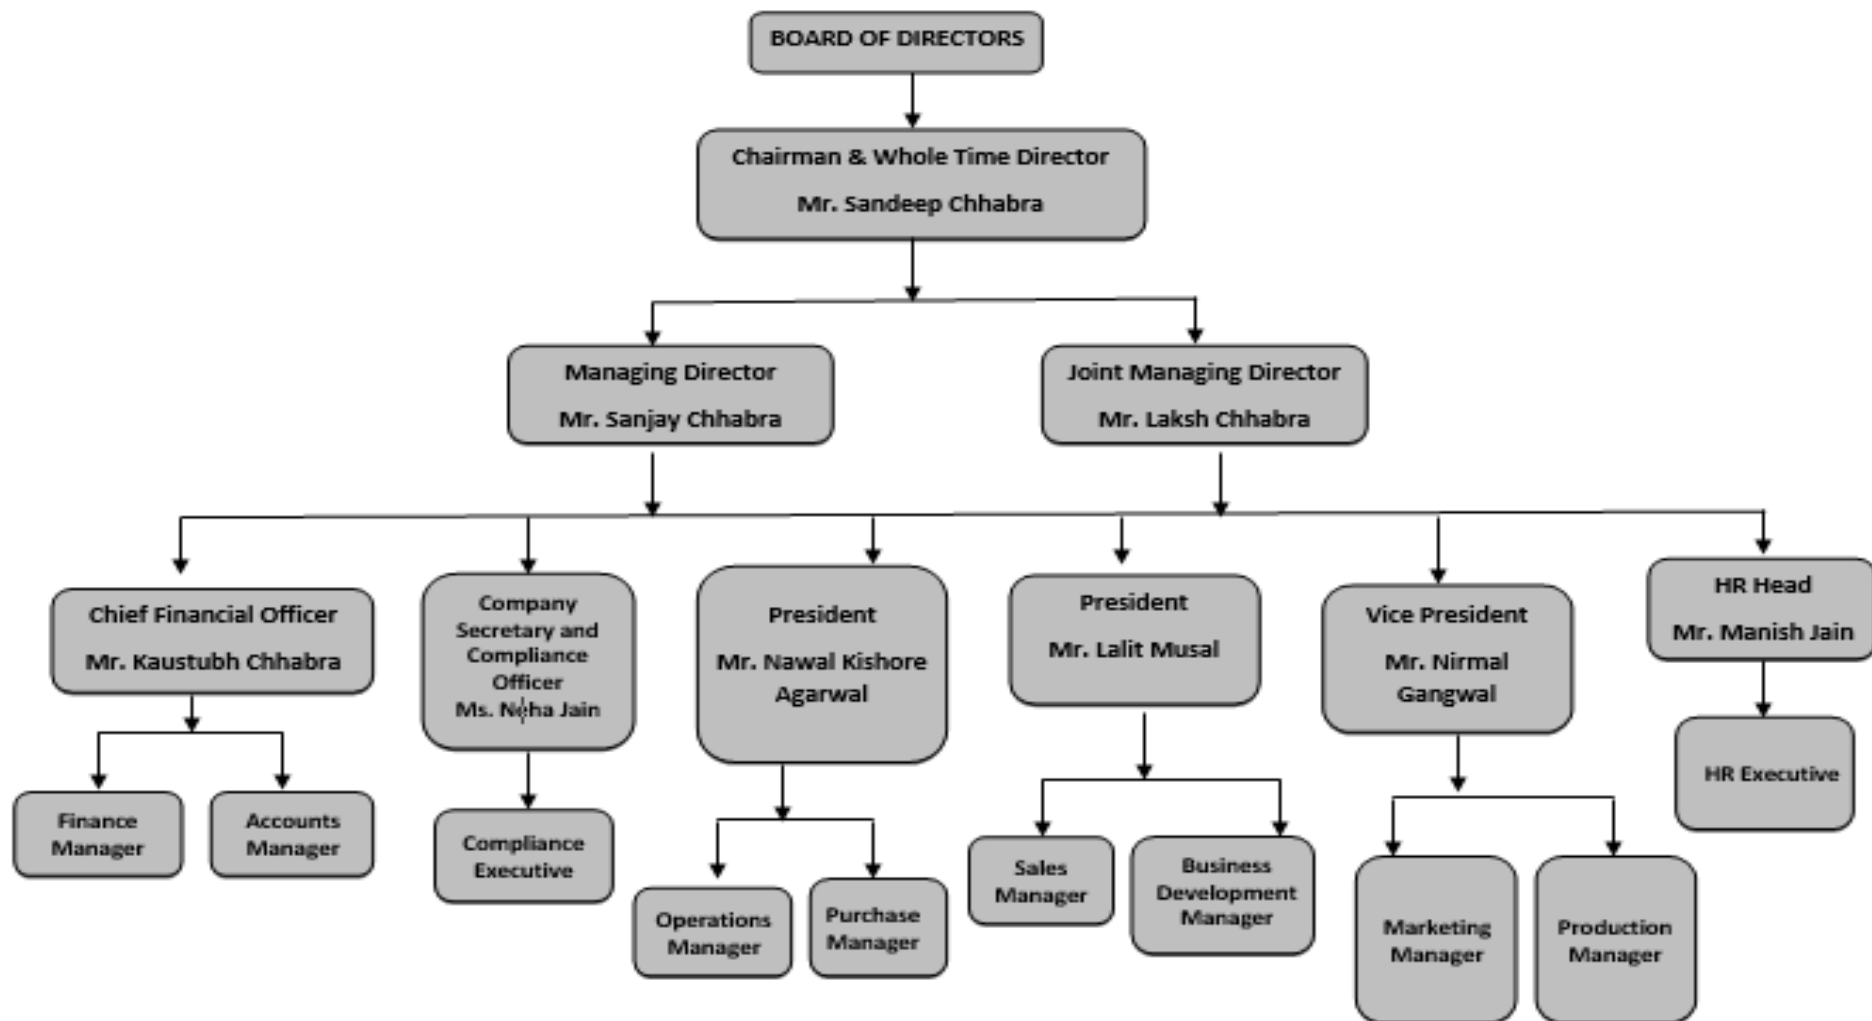 BOARD OF DIRECTORS
Chairman & Whole Time Director
Mr. Sandeep Chhabra
Managing Director
Mr. Sanjay Chhabra
Joint Managing Director
Mr. Laksh Chhabra
Chief Financial Officer
Mr. Kaustubh Chhabra
Company
Secretary and
Compliance
Officer
Ms. Neha Jain
President
Mr. Nawal Kishore
Agarwal
President
Mr. Lalit Musal
Vice President
Mr. Nirmal
Gangwal
HR Head
Mr. Manish Jain
Finance
Manager
Accounts
Manager
Compliance
Executive
Operations
Manager
Purchase
Manager
Sales
Manager
Business
Development
Manager
Marketing
Manager
Production
Manager
HR Executive